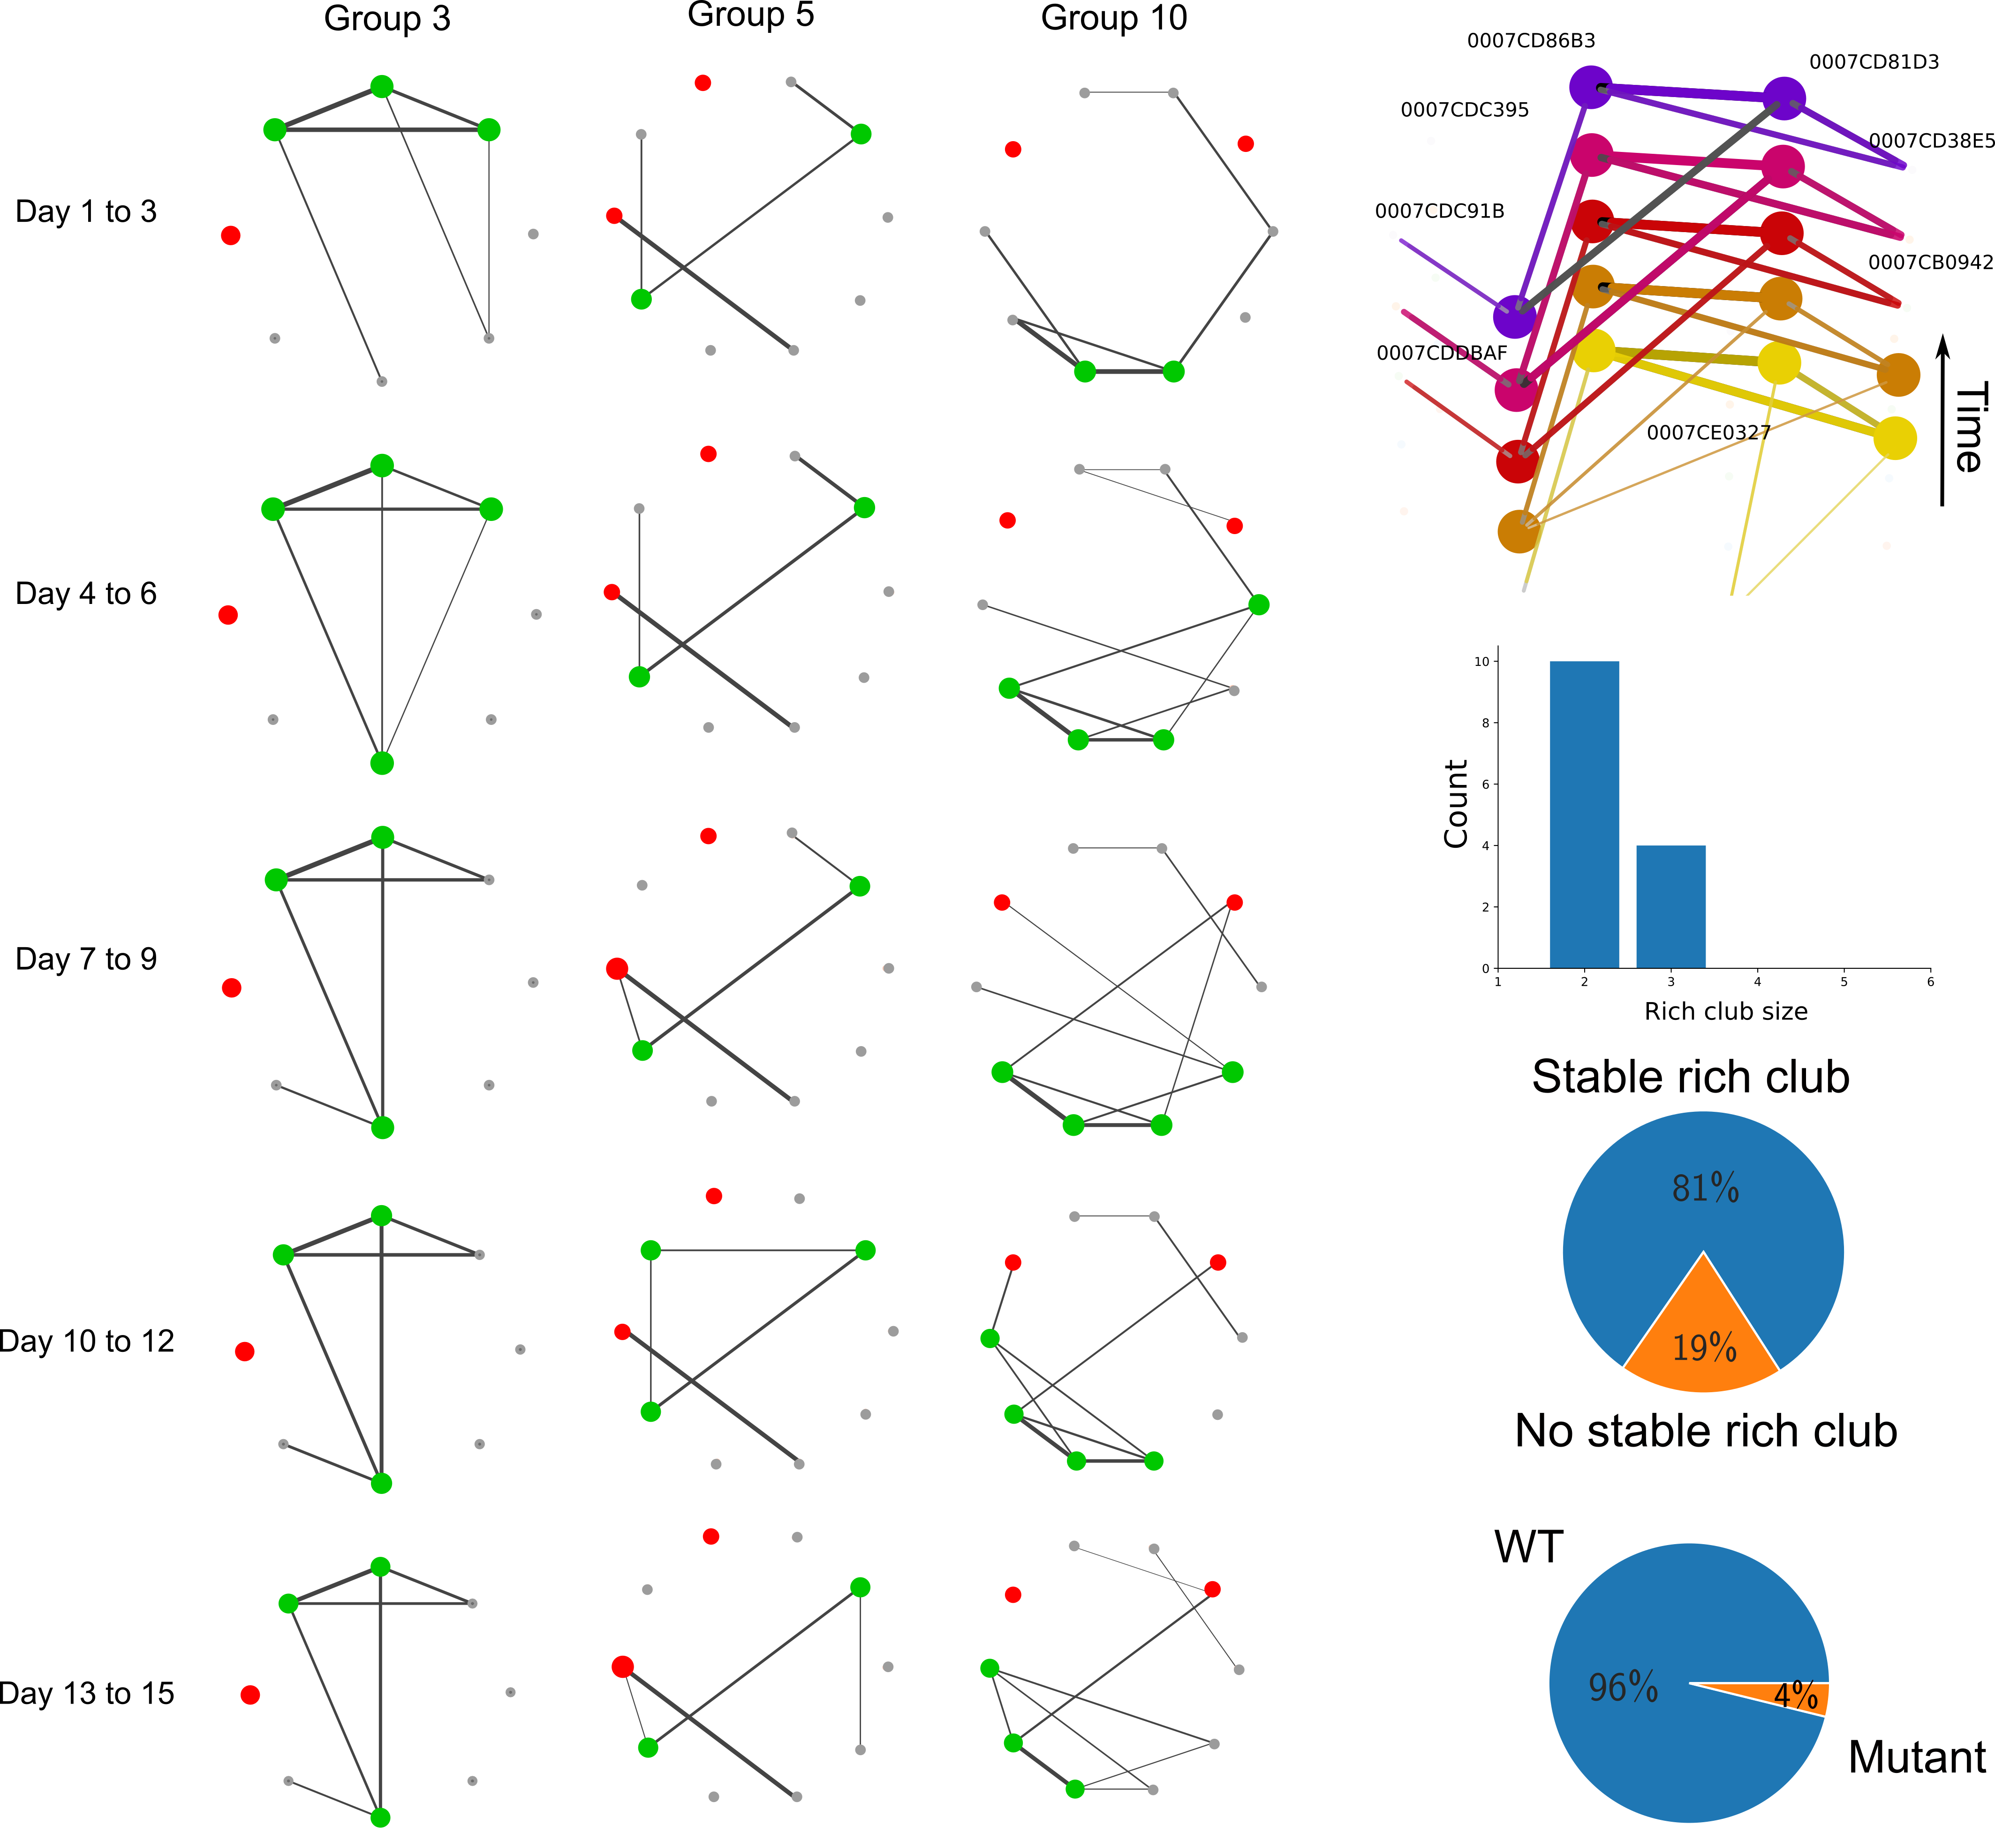 Group 3
Group 5
Group 10
Day 1 to 3
Day 4 to 6
Day 7 to 9
Day 10 to 12
Day 13 to 15
0007CD86B3
0007CD81D3
0007CDC395
0007CD38E5
0007CDC91B
0007CB0942
0007CDDBAF
0007CE0327
Time
10
8
6
4
2
0
Count
1 2 3 4 5 6
Rich club size
Stable rich club
81%
19%
No stable rich club
WT
96%
4%
Mutant